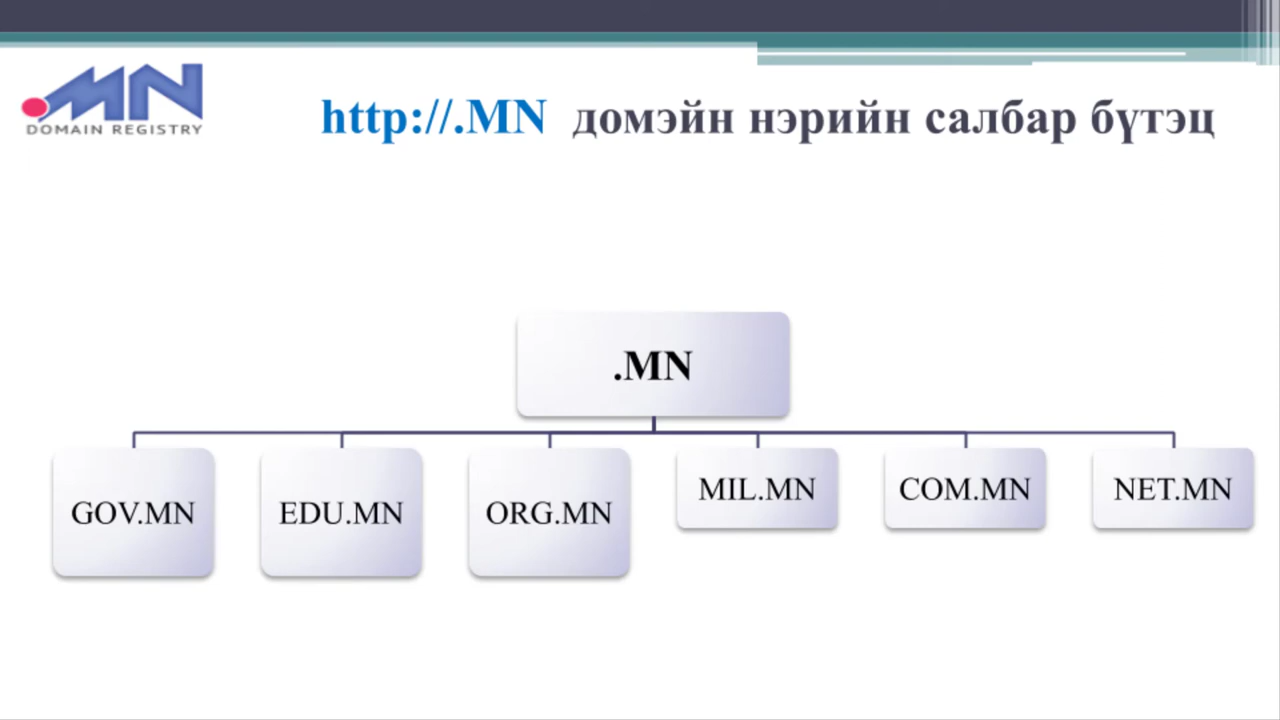 .MN
DOMAIN REGISTRY
http://.MN домэйн нэрийн салбар бүтэц
.MN
GOV.MN
EDU.MN
ORG.MN
MIL.MN
COM.MN
NET.MN